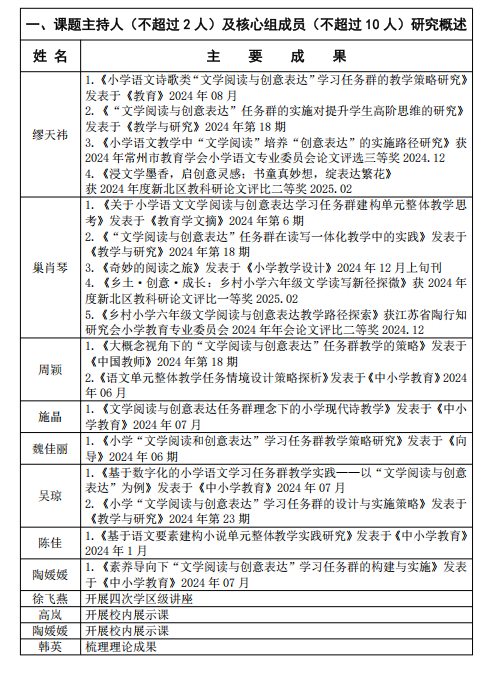 一、课题主持人（不超过 2 人）及核心组成员（不超过 10 人）研究概述
姓 名
主 要 成 果
缪天祎
1.《小学语文诗歌类“文学阅读与创意表达”学习任务群的教学策略研究》
发表于《教育》2024 年 08 月
2. 《“文学阅读与创意表达”任务群的实施对提升学生高阶思维的研究》
发表于《教学与研究》2024 年第 18 期
3.《小学语文教学中“文学阅读”培养“创意表达”的实施路径研究》获
2024 年常州市教育学会小学语文专业委员会论文评选三等奖 2024.12
4.《浸文学墨香，启创意灵感；书童真妙想，绽表达繁花》
获 2024 年度新北区教科研论文评比二等奖 2025.02
巢肖琴
1.《关于小学语文文学阅读与创意表达学习任务群建构单元整体教学思
考》发表于《教育学文摘》2024 年第 6 期
2.《“文学阅读与创意表达”任务群在读写一体化教学中的实践》发表于
《教学与研究》2024 年第 18 期
3.《奇妙的阅读之旅》发表于《小学教学设计》2024 年 12 月上旬刊
4.《乡土·创意·成长：乡村小学六年级文学读写新径探微》获 2024 年
度新北区教科研论文评比一等奖 2025.02
5.《乡村小学六年级文学阅读与创意表达教学路径探索》获江苏省陶行知
研究会小学教育专业委员会 2024 年年会论文评比二等奖 2024.12
周颖
1.《大概念视角下的“文学阅读与创意表达”任务群教学的策略》发表于
《中国教师》2024 年第 18 期
2.《语文单元整体教学任务情境设计策略探析》发表于《中小学教育》2024
年 06 月
施晶
1. 《文学阅读与创意表达任务群理念下的小学现代诗教学》发表于《中小
学教育》2024 年 07 月
魏佳丽
1.《小学“文学阅读和创意表达”学习任务群教学策略研究》发表于《向
导》2024 年 06 期
吴琼
1.《基于数字化的小学语文学习任务群教学实践——以“文学阅读与创意
表达”为例》发表于《中小学教育》2024 年 07 月
2.《小学“文学阅读与创意表达”学习任务群的设计与实施策略》发表于
《教学与研究》2024 年第 23 期
陈佳
1.《基于语文要素建构小说单元整体教学实践研究》发表于《中小学教育》
2024 年 1 月
陶媛媛
1.《素养导向下“文学阅读与创意表达”学习任务群的构建与实施》发表
于《中小学教育》2024 年 07 月
徐飞燕
开展四次学区级讲座
高岚
开展校内展示课
陶媛媛
开展校内展示课
韩英
梳理理论成果